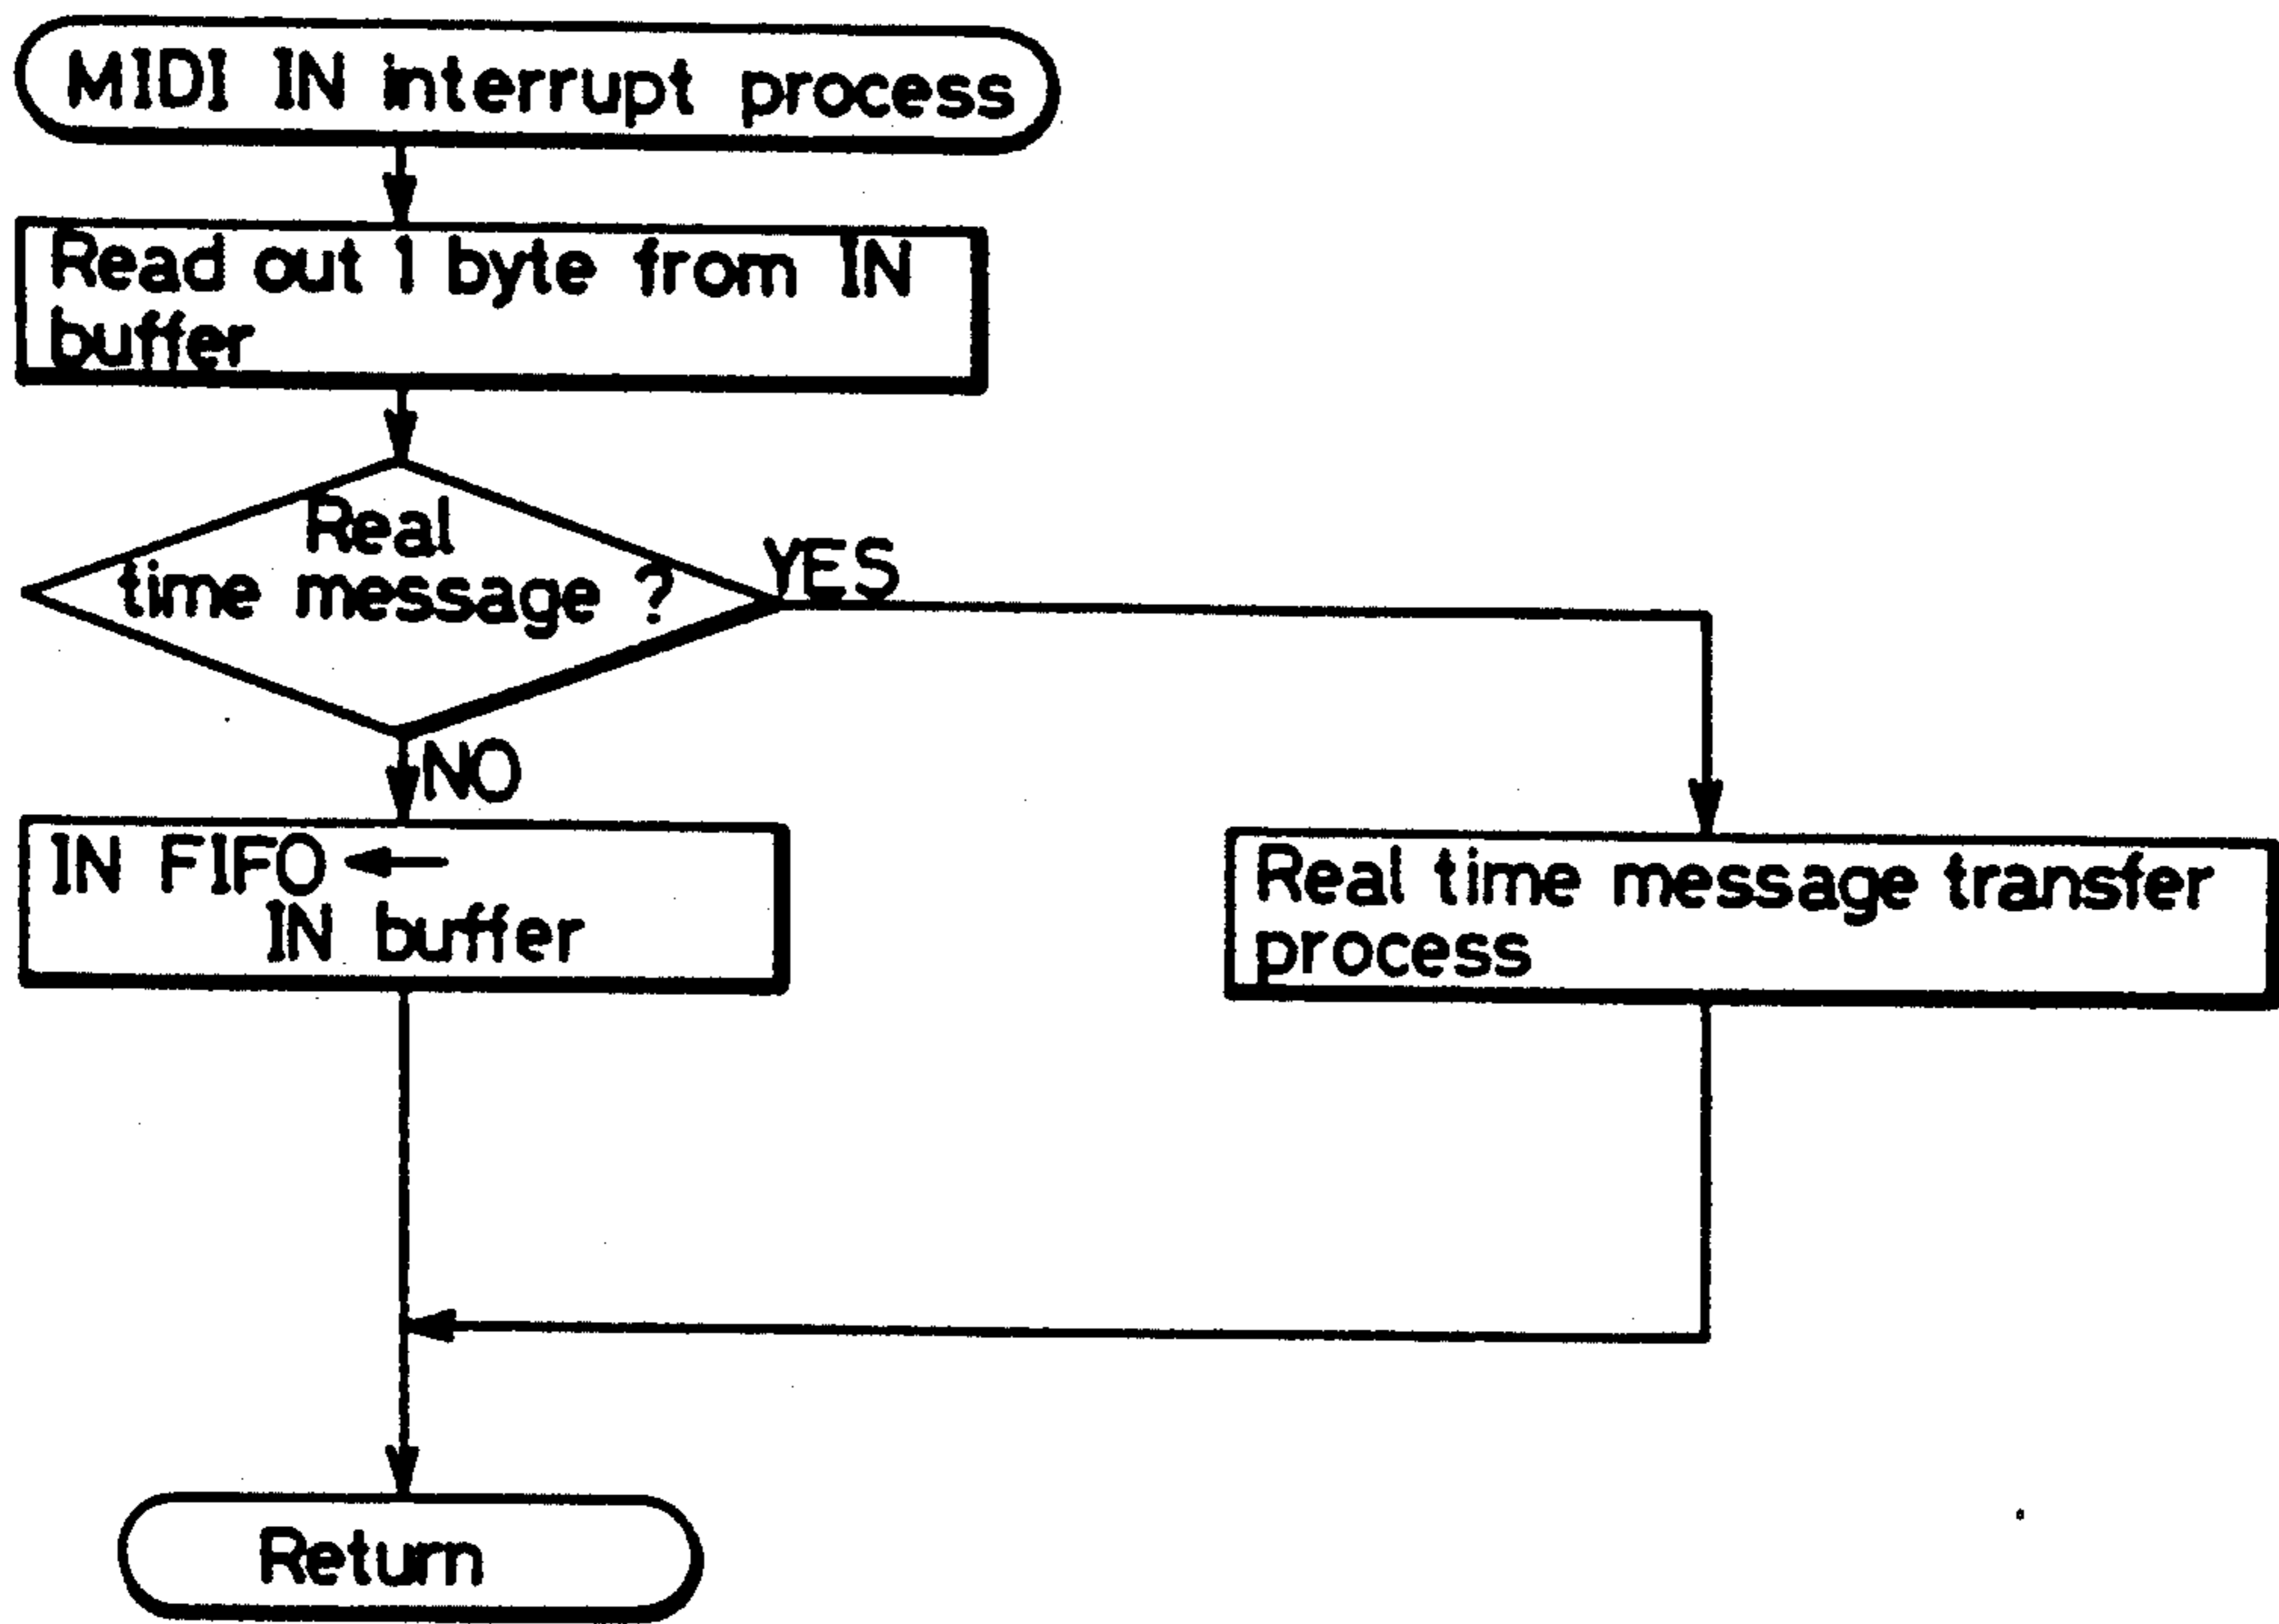 MIDI IN interrupt process
Read out 1 byte from IN
buffer
Real
time message ?
YES
NO
IN FIFO ←
IN buffer
Real time message transfer
process
Return